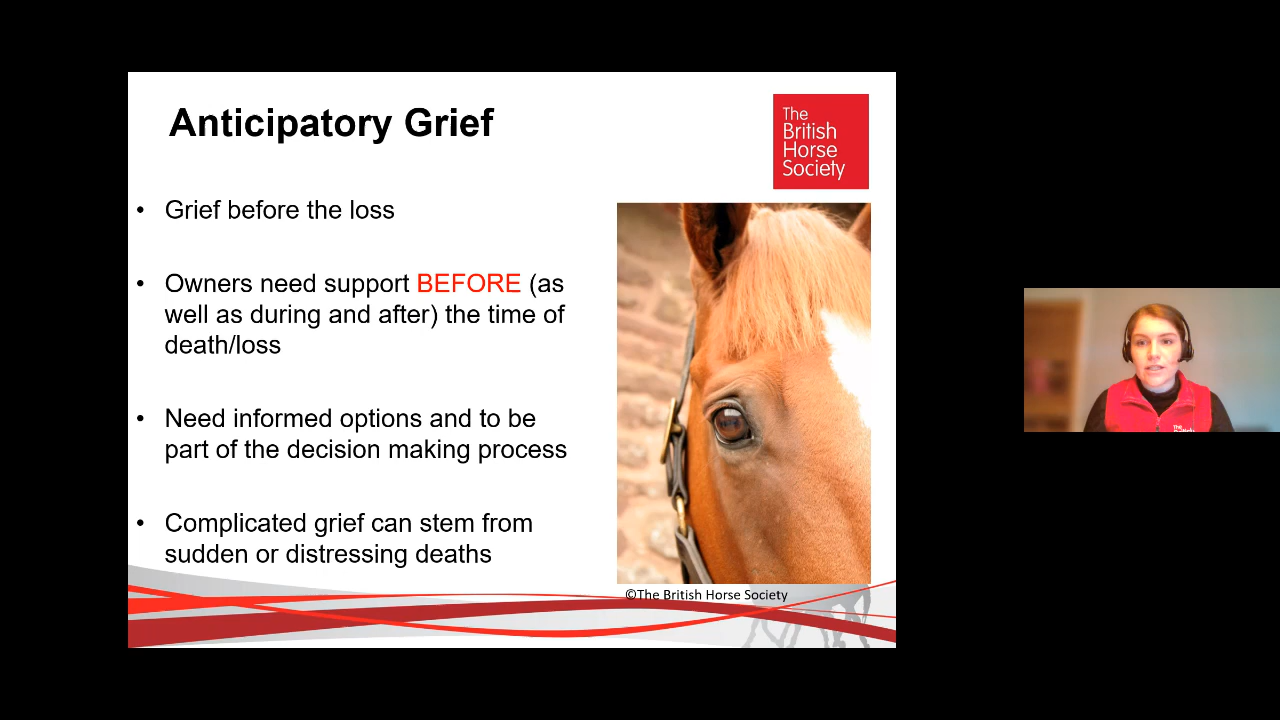 Anticipatory Grief
The
British
Horse
Society
• Grief before the loss
• Owners need support BEFORE (as
well as during and after) the time of
death/loss
• Need informed options and to be
part of the decision making process
• Complicated grief can stem from
sudden or distressing deaths
©The British Horse Society
The